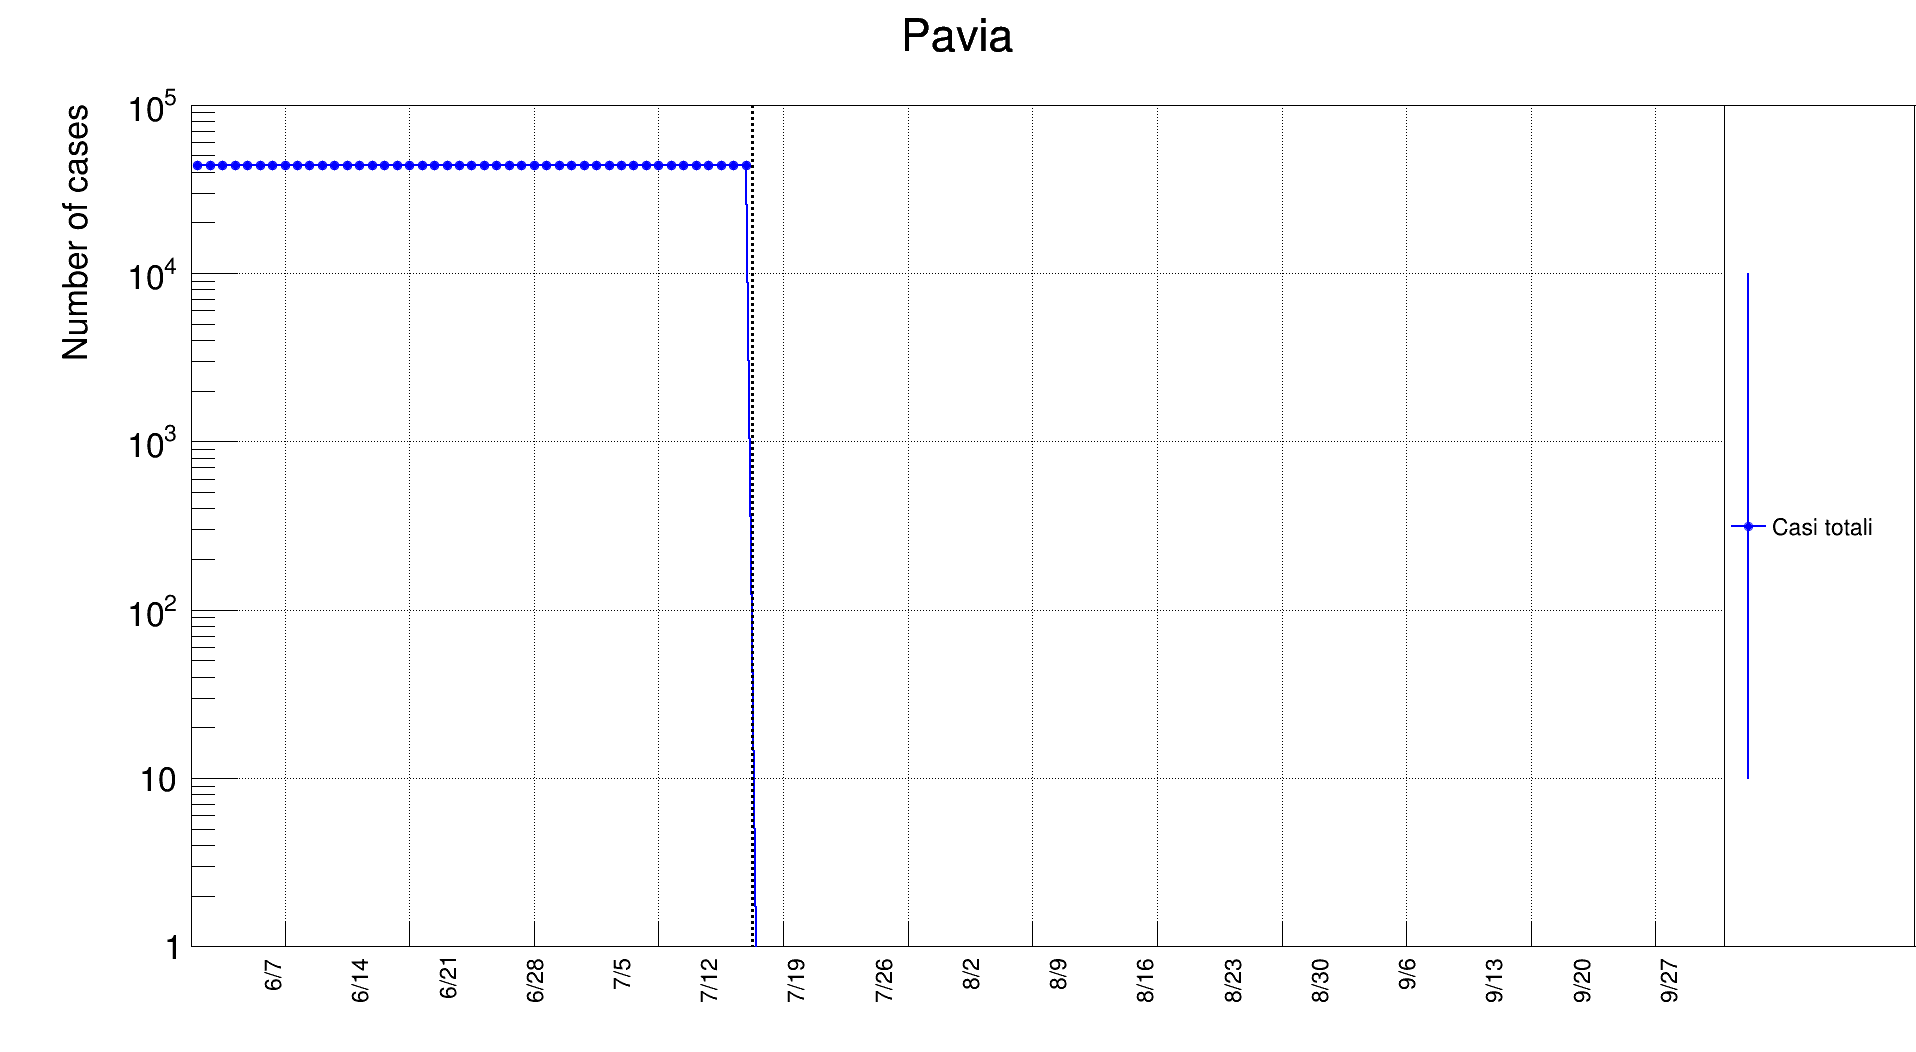 Pavia
Number of cases
10^5
10^4
10^3
10^2
10
1
6/7 6/14 6/21 6/28 7/5 7/12 7/19 7/26 8/2 8/9 8/16 8/23 8/30 9/6 9/13 9/20 9/27
Casi totali